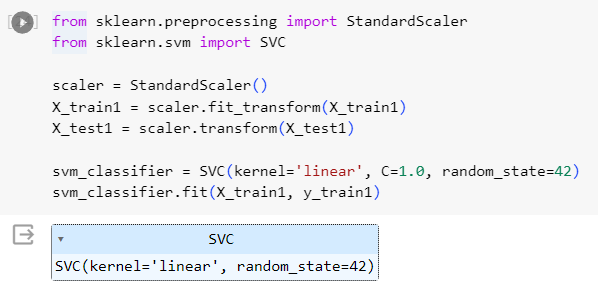 from sklearn.preprocessing import StandardScaler
from sklearn.svm import SVC

scaler = StandardScaler()
X_train1 = scaler.fit_transform(X_train1)
X_test1 = scaler.transform(X_test1)

svm_classifier = SVC(kernel='linear', C=1.0, random_state=42)
svm_classifier.fit(X_train1, y_train1)

SVC
SVC(kernel='linear', random_state=42)